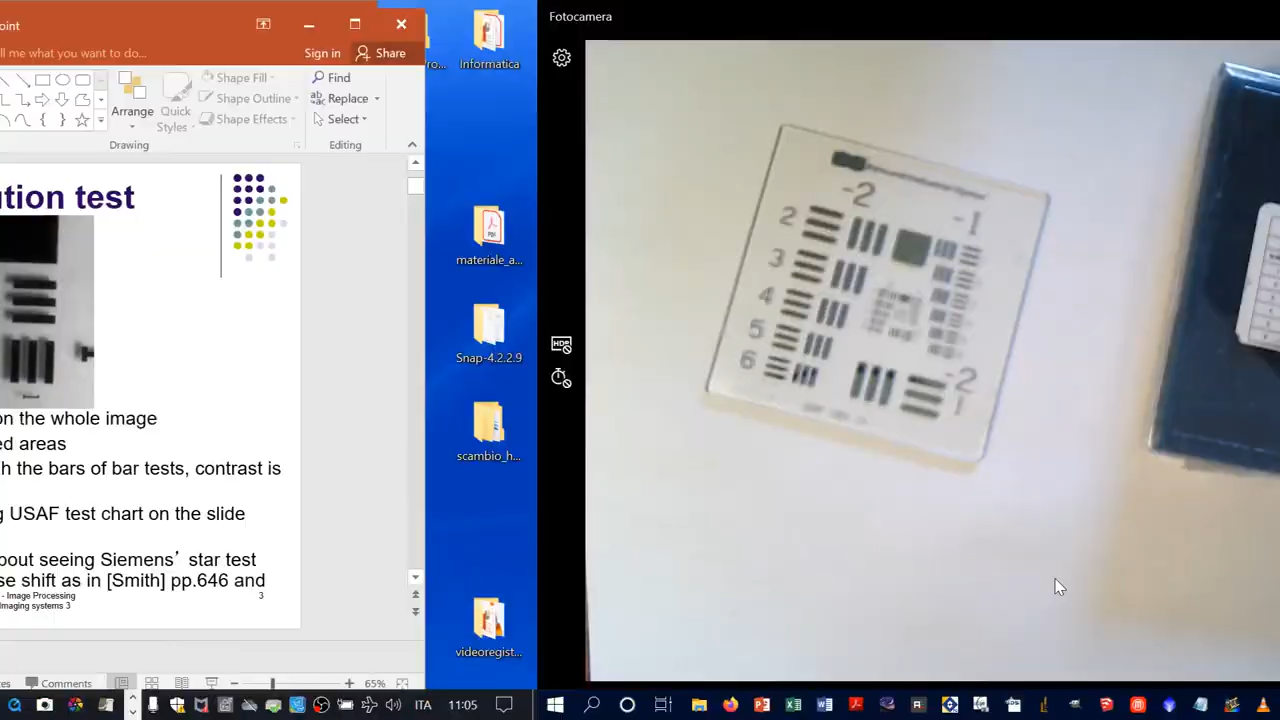 oint
ll me what you want to do...
Sign in
Share
Arrange
Quick
Styles
Shape Fill
Shape Outline
Shape Effects
Find
Replace
Select
Drawing
Editing
ution test
on the whole image
ed areas
h the bars of bar tests, contrast is
g USAF test chart on the slide
bout seeing Siemens’ star test
se shift as in [Smith] pp.646 and
- Image Processing
Imaging systems 3
3
tes
Comments
65%
ITA
11:05
ro...
Informatica
materiale_a...
Snap-4.2.2.9
scambio_h...
videoregist...
Fotocamera
HDR
-2
-1
2
3
4
5
6
-2
1